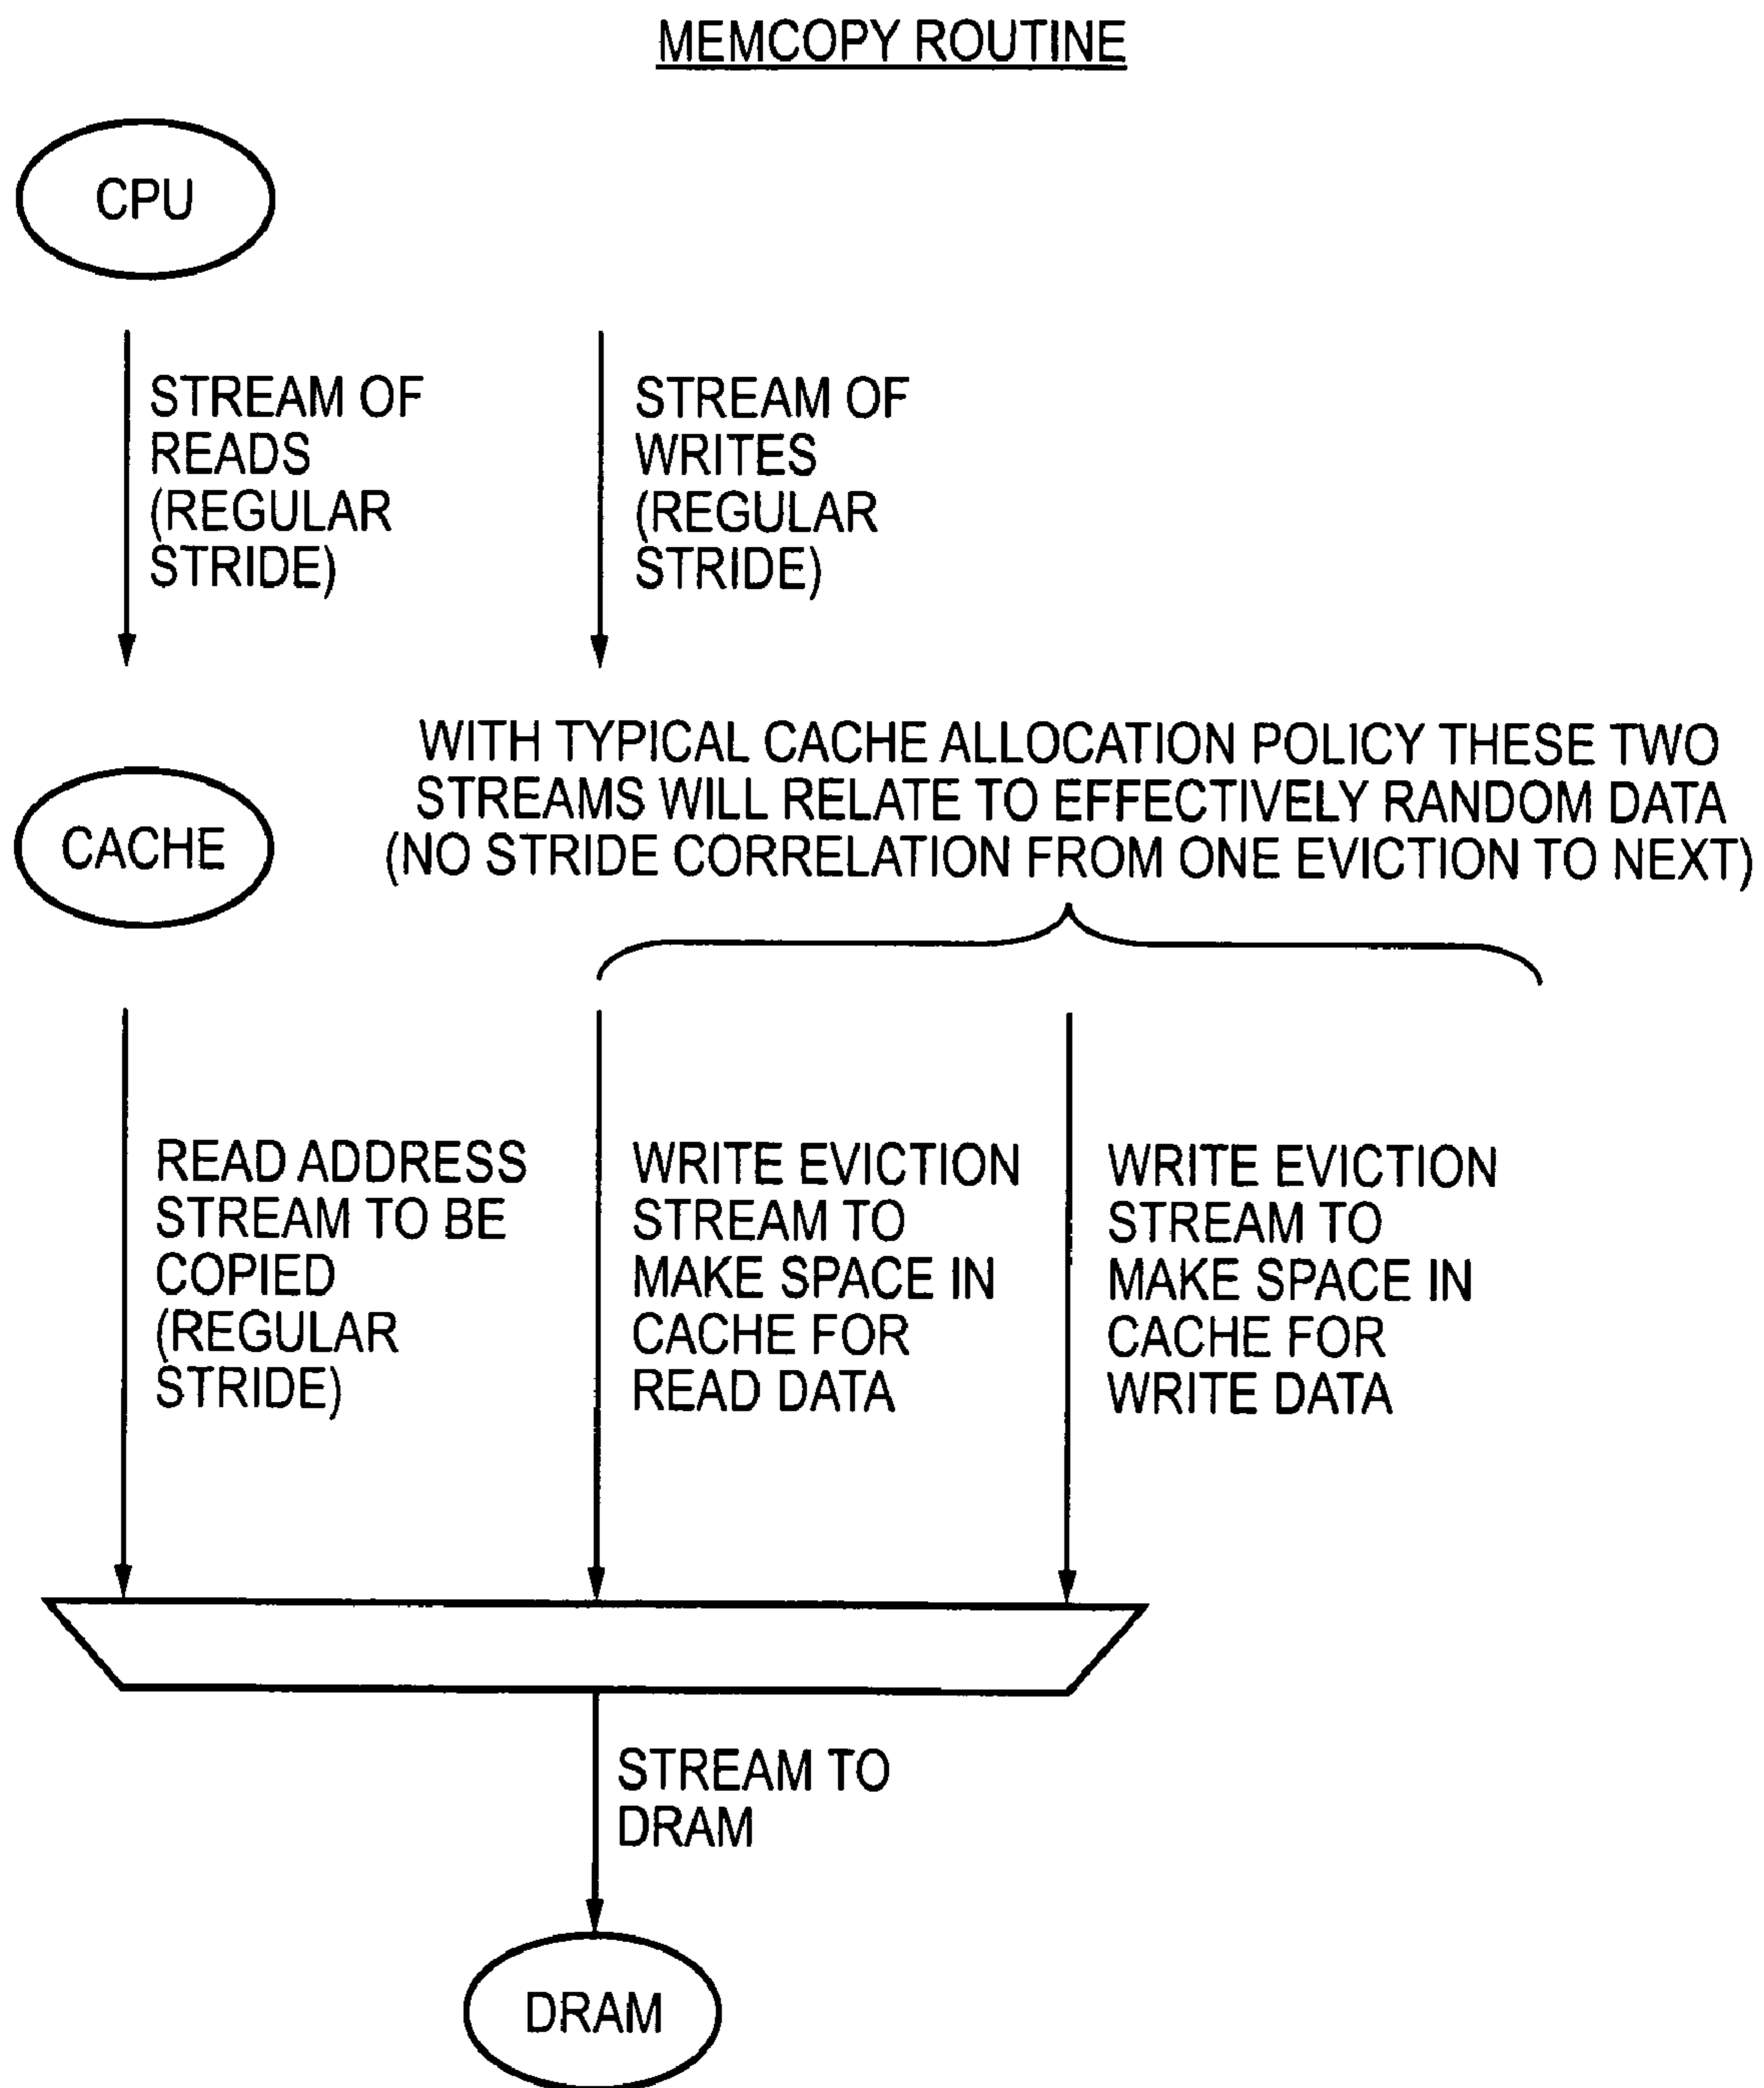 MEMCOPY ROUTINE
CPU
STREAM OF
READS
(REGULAR
STRIDE)
STREAM OF
WRITES
(REGULAR
STRIDE)
CACHE
WITH TYPICAL CACHE ALLOCATION POLICY THESE TWO
STREAMS WILL RELATE TO EFFECTIVELY RANDOM DATA
(NO STRIDE CORRELATION FROM ONE EVICTION TO NEXT)
READ ADDRESS
STREAM TO BE
COPIED
(REGULAR
STRIDE)
WRITE EVICTION
STREAM TO
MAKE SPACE IN
CACHE FOR
READ DATA
WRITE EVICTION
STREAM TO
MAKE SPACE IN
CACHE FOR
WRITE DATA
STREAM TO
DRAM
DRAM